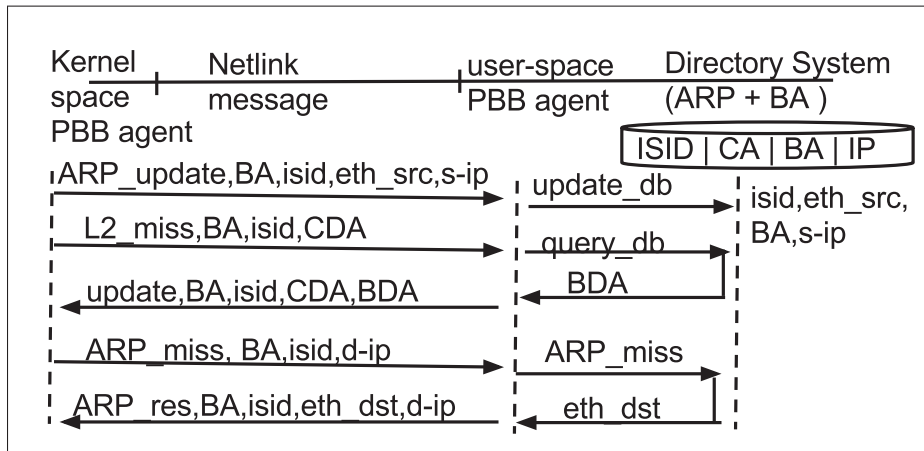 Kernel space PBB agent
Netlink message
user-space PBB agent
Directory System (ARP + BA )
ISID | CA | BA | IP
ARP_update,BA,isid,eth_src,s-ip
update_db
isid,eth_src,
BA,s-ip
L2_miss,BA,isid,CDA
query_db
BDA
update,BA,isid,CDA,BDA
ARP_miss, BA,isid,d-ip
ARP_miss
ARP_res,BA,isid,eth_dst,d-ip
eth_dst